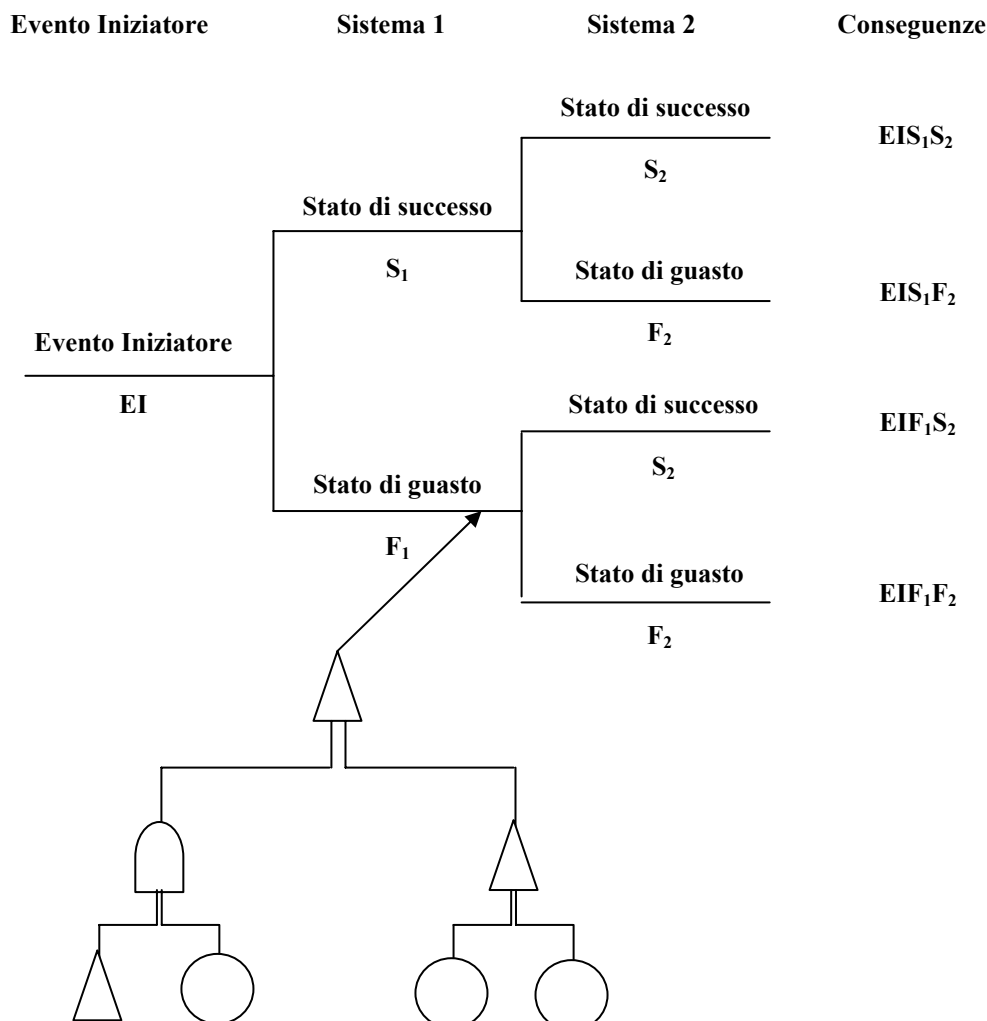 Evento Iniziatore Sistema 1 Sistema 2 Conseguenze
Stato di successo
EIS₁S₂
S₂
Stato di successo
S₁
Stato di guasto
EIS₁F₂
F₂
Evento Iniziatore
EI
Stato di successo
EIF₁S₂
S₂
Stato di guasto
F₁
Stato di guasto
EIF₁F₂
F₂